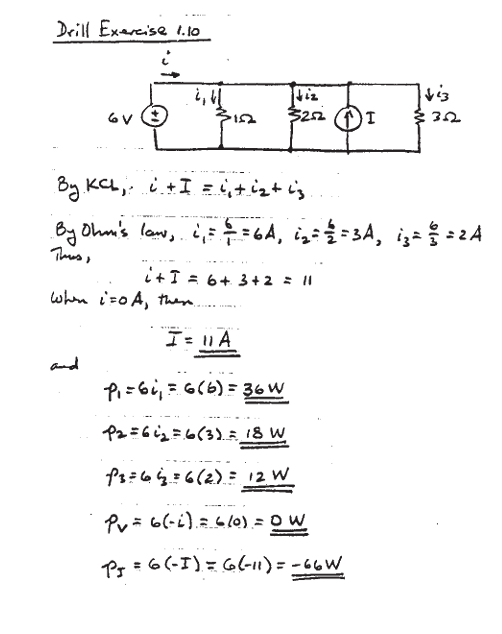 Drill Exercise 1.10
i
i₁ ↓ ↓i₂ ↓i₃
6V ± 1Ω 2Ω I 3Ω
By KCL, i + I = i₁ + i₂ + i₃
By Ohm's law, i₁ = 6/1 = 6A, i₂ = 6/2 = 3A, i₃ = 6/3 = 2A
Thus,
i + I = 6 + 3 + 2 = 11
When i = 0 A, then
I = 11 A
and
p₁ = 6i₁ = 6(6) = 36 W
p₂ = 6i₂ = 6(3) = 18 W
p₃ = 6i₃ = 6(2) = 12 W
pᵥ = 6(-i) = 6(0) = 0 W
p_I = 6(-I) = 6(-11) = -66W